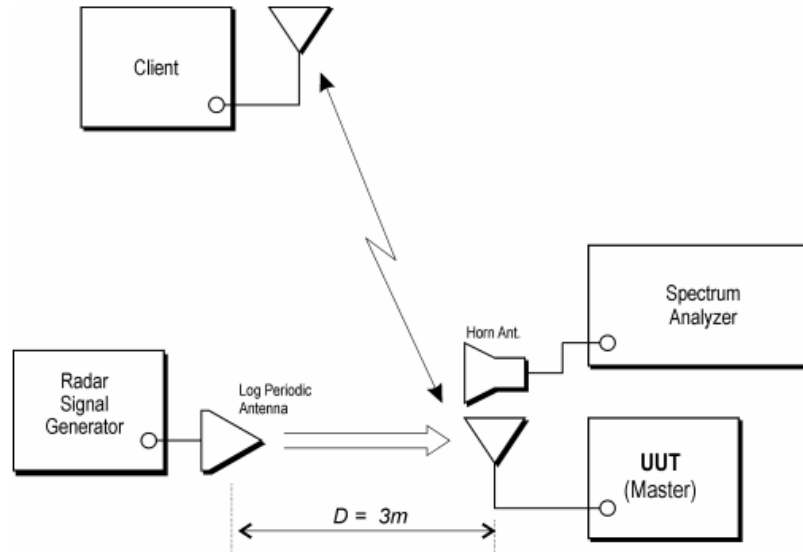 Client
Spectrum
Analyzer
Horn Ant.
Radar
Signal
Generator
Log Periodic
Antenna
UUT
(Master)
D = 3m